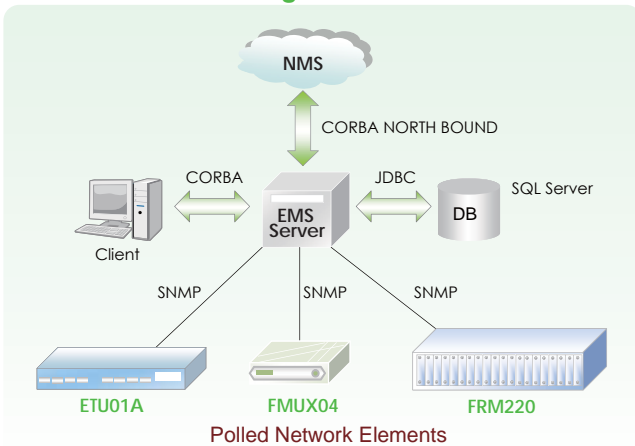 NMS
CORBA NORTH BOUND
CORBA
JDBC
SQL Server
EMS
Server
DB
Client
SNMP
SNMP
SNMP
ETU01A
FMUX04
FRM220
Polled Network Elements